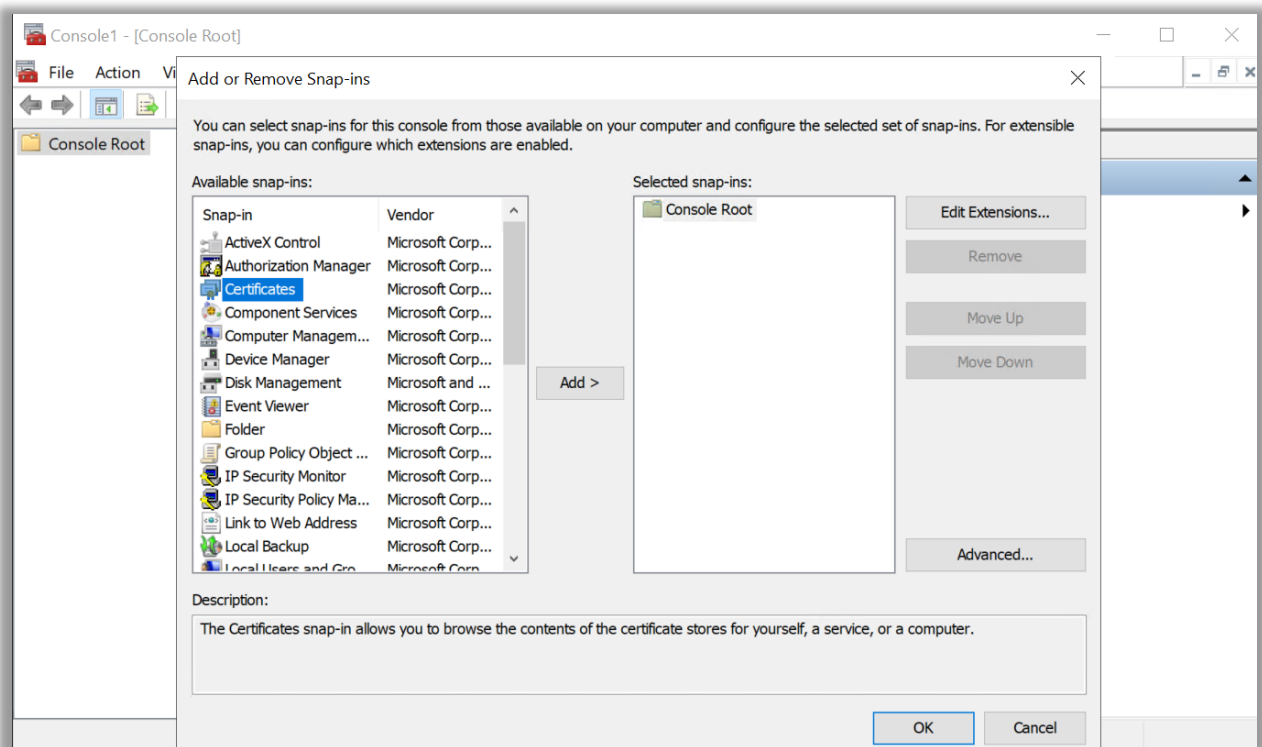 Console1 - [Console Root]
File Action Vi
Add or Remove Snap-ins
Console Root
You can select snap-ins for this console from those available on your computer and configure the selected set of snap-ins. For extensible
snap-ins, you can configure which extensions are enabled.
Available snap-ins:
Snap-in Vendor
ActiveX Control Microsoft Corp...
Authorization Manager Microsoft Corp...
Certificates Microsoft Corp...
Component Services Microsoft Corp...
Computer Managem... Microsoft Corp...
Device Manager Microsoft Corp...
Disk Management Microsoft and ...
Event Viewer Microsoft Corp...
Folder Microsoft Corp...
Group Policy Object ... Microsoft Corp...
IP Security Monitor Microsoft Corp...
IP Security Policy Ma... Microsoft Corp...
Link to Web Address Microsoft Corp...
Local Backup Microsoft Corp...
Local Users and Gro... Microsoft Corp...
Add >
Selected snap-ins:
Console Root
Edit Extensions...
Remove
Move Up
Move Down
Advanced...
Description:
The Certificates snap-in allows you to browse the contents of the certificate stores for yourself, a service, or a computer.
OK
Cancel